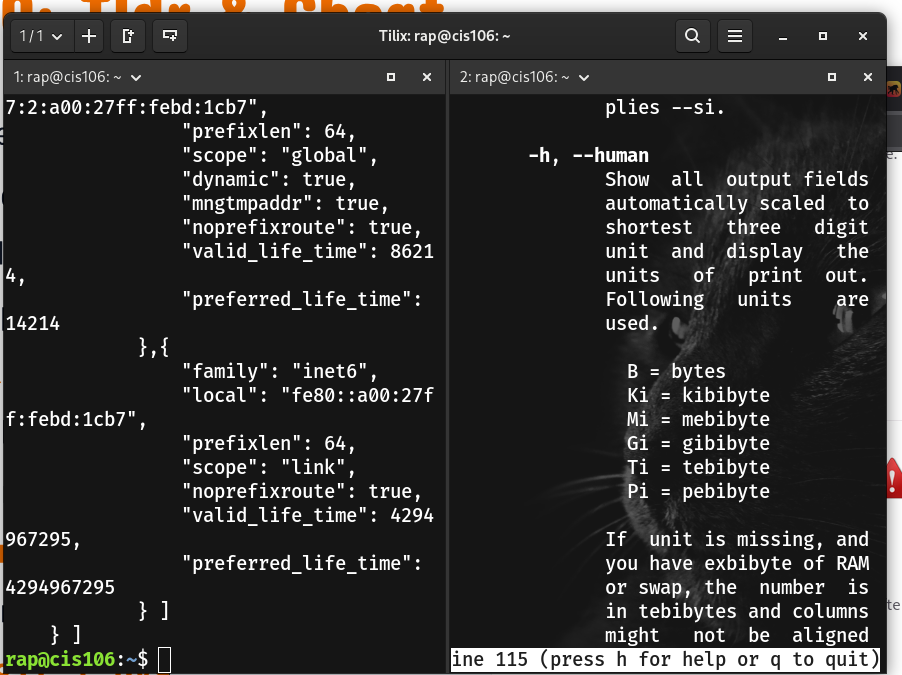 1 / 1
Tilix: rap@cis106: ~
1: rap@cis106: ~
7:2:a00:27ff:febd:1cb7",
"prefixlen": 64,
"scope": "global",
"dynamic": true,
"mngtmpaddr": true,
"noprefixroute": true,
"valid_life_time": 8621
4,
"preferred_life_time":
14214
},{
"family": "inet6",
"local": "fe80::a00:27f
f:febd:1cb7",
"prefixlen": 64,
"scope": "link",
"noprefixroute": true,
"valid_life_time": 4294
967295,
"preferred_life_time":
4294967295
} ]
} ]
rap@cis106:~$
2: rap@cis106: ~
plies --si.
-h, --human
Show all output fields
automatically scaled to
shortest three digit
unit and display the
units of print out.
Following units are
used.
B = bytes
Ki = kibibyte
Mi = mebibyte
Gi = gibibyte
Ti = tebibyte
Pi = pebibyte
If unit is missing, and
you have exbibyte of RAM
or swap, the number is
in tebibytes and columns
might not be aligned
ine 115 (press h for help or q to quit)